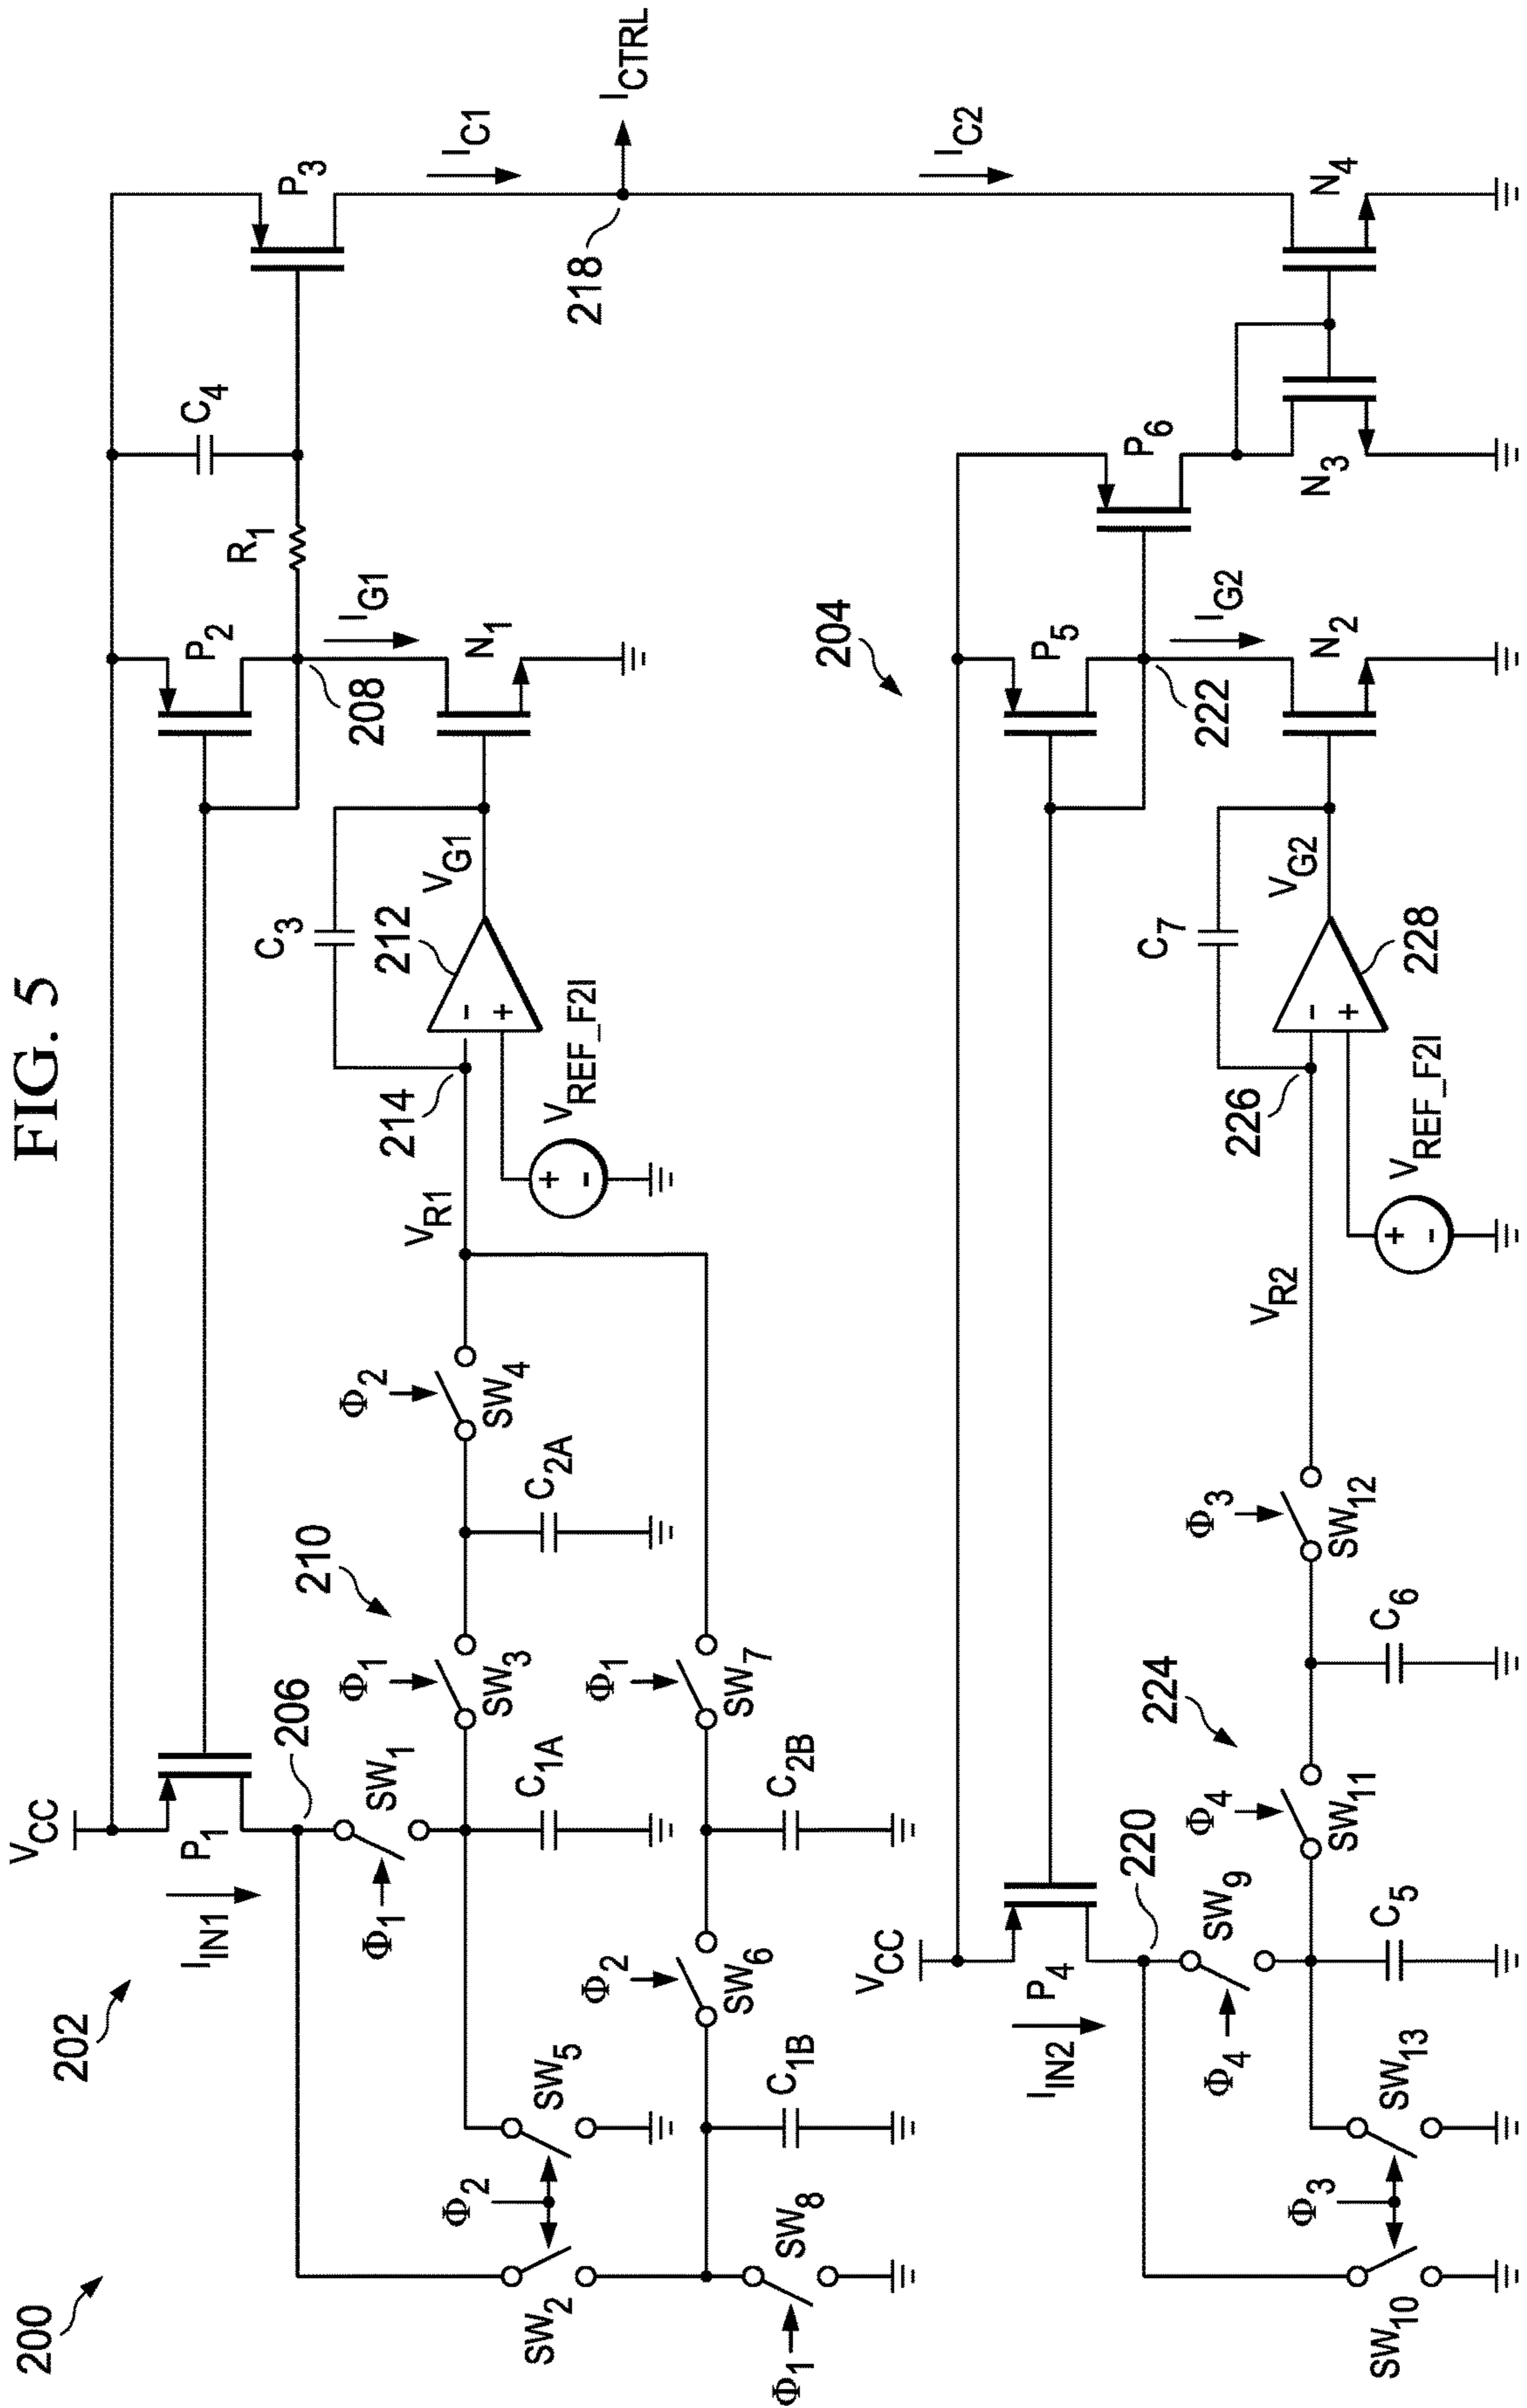 FIG. 5
200
202
V_CC
P_1
I_IN1
206
SW_1
Φ_1
SW_2
Φ_2
SW_5
Φ_1
SW_8
C_1A
Φ_1
SW_3
210
C_2A
Φ_2
SW_4
C_1B
Φ_2
SW_6
C_2B
Φ_1
SW_7
V_R1
214
C_3
212
-
+
V_REF_F2I
+
-
V_G1
P_2
208
I_G1
N_1
R_1
C_4
P_3
I_C1
218
I_CTRL
I_C2
204
V_CC
P_4
I_IN2
220
SW_9
Φ_4
SW_10
Φ_3
SW_13
C_5
Φ_4
SW_11
224
C_6
Φ_3
SW_12
V_R2
226
C_7
228
-
+
V_REF_F2I
+
-
V_G2
P_5
222
I_G2
N_2
P_6
N_3
N_4